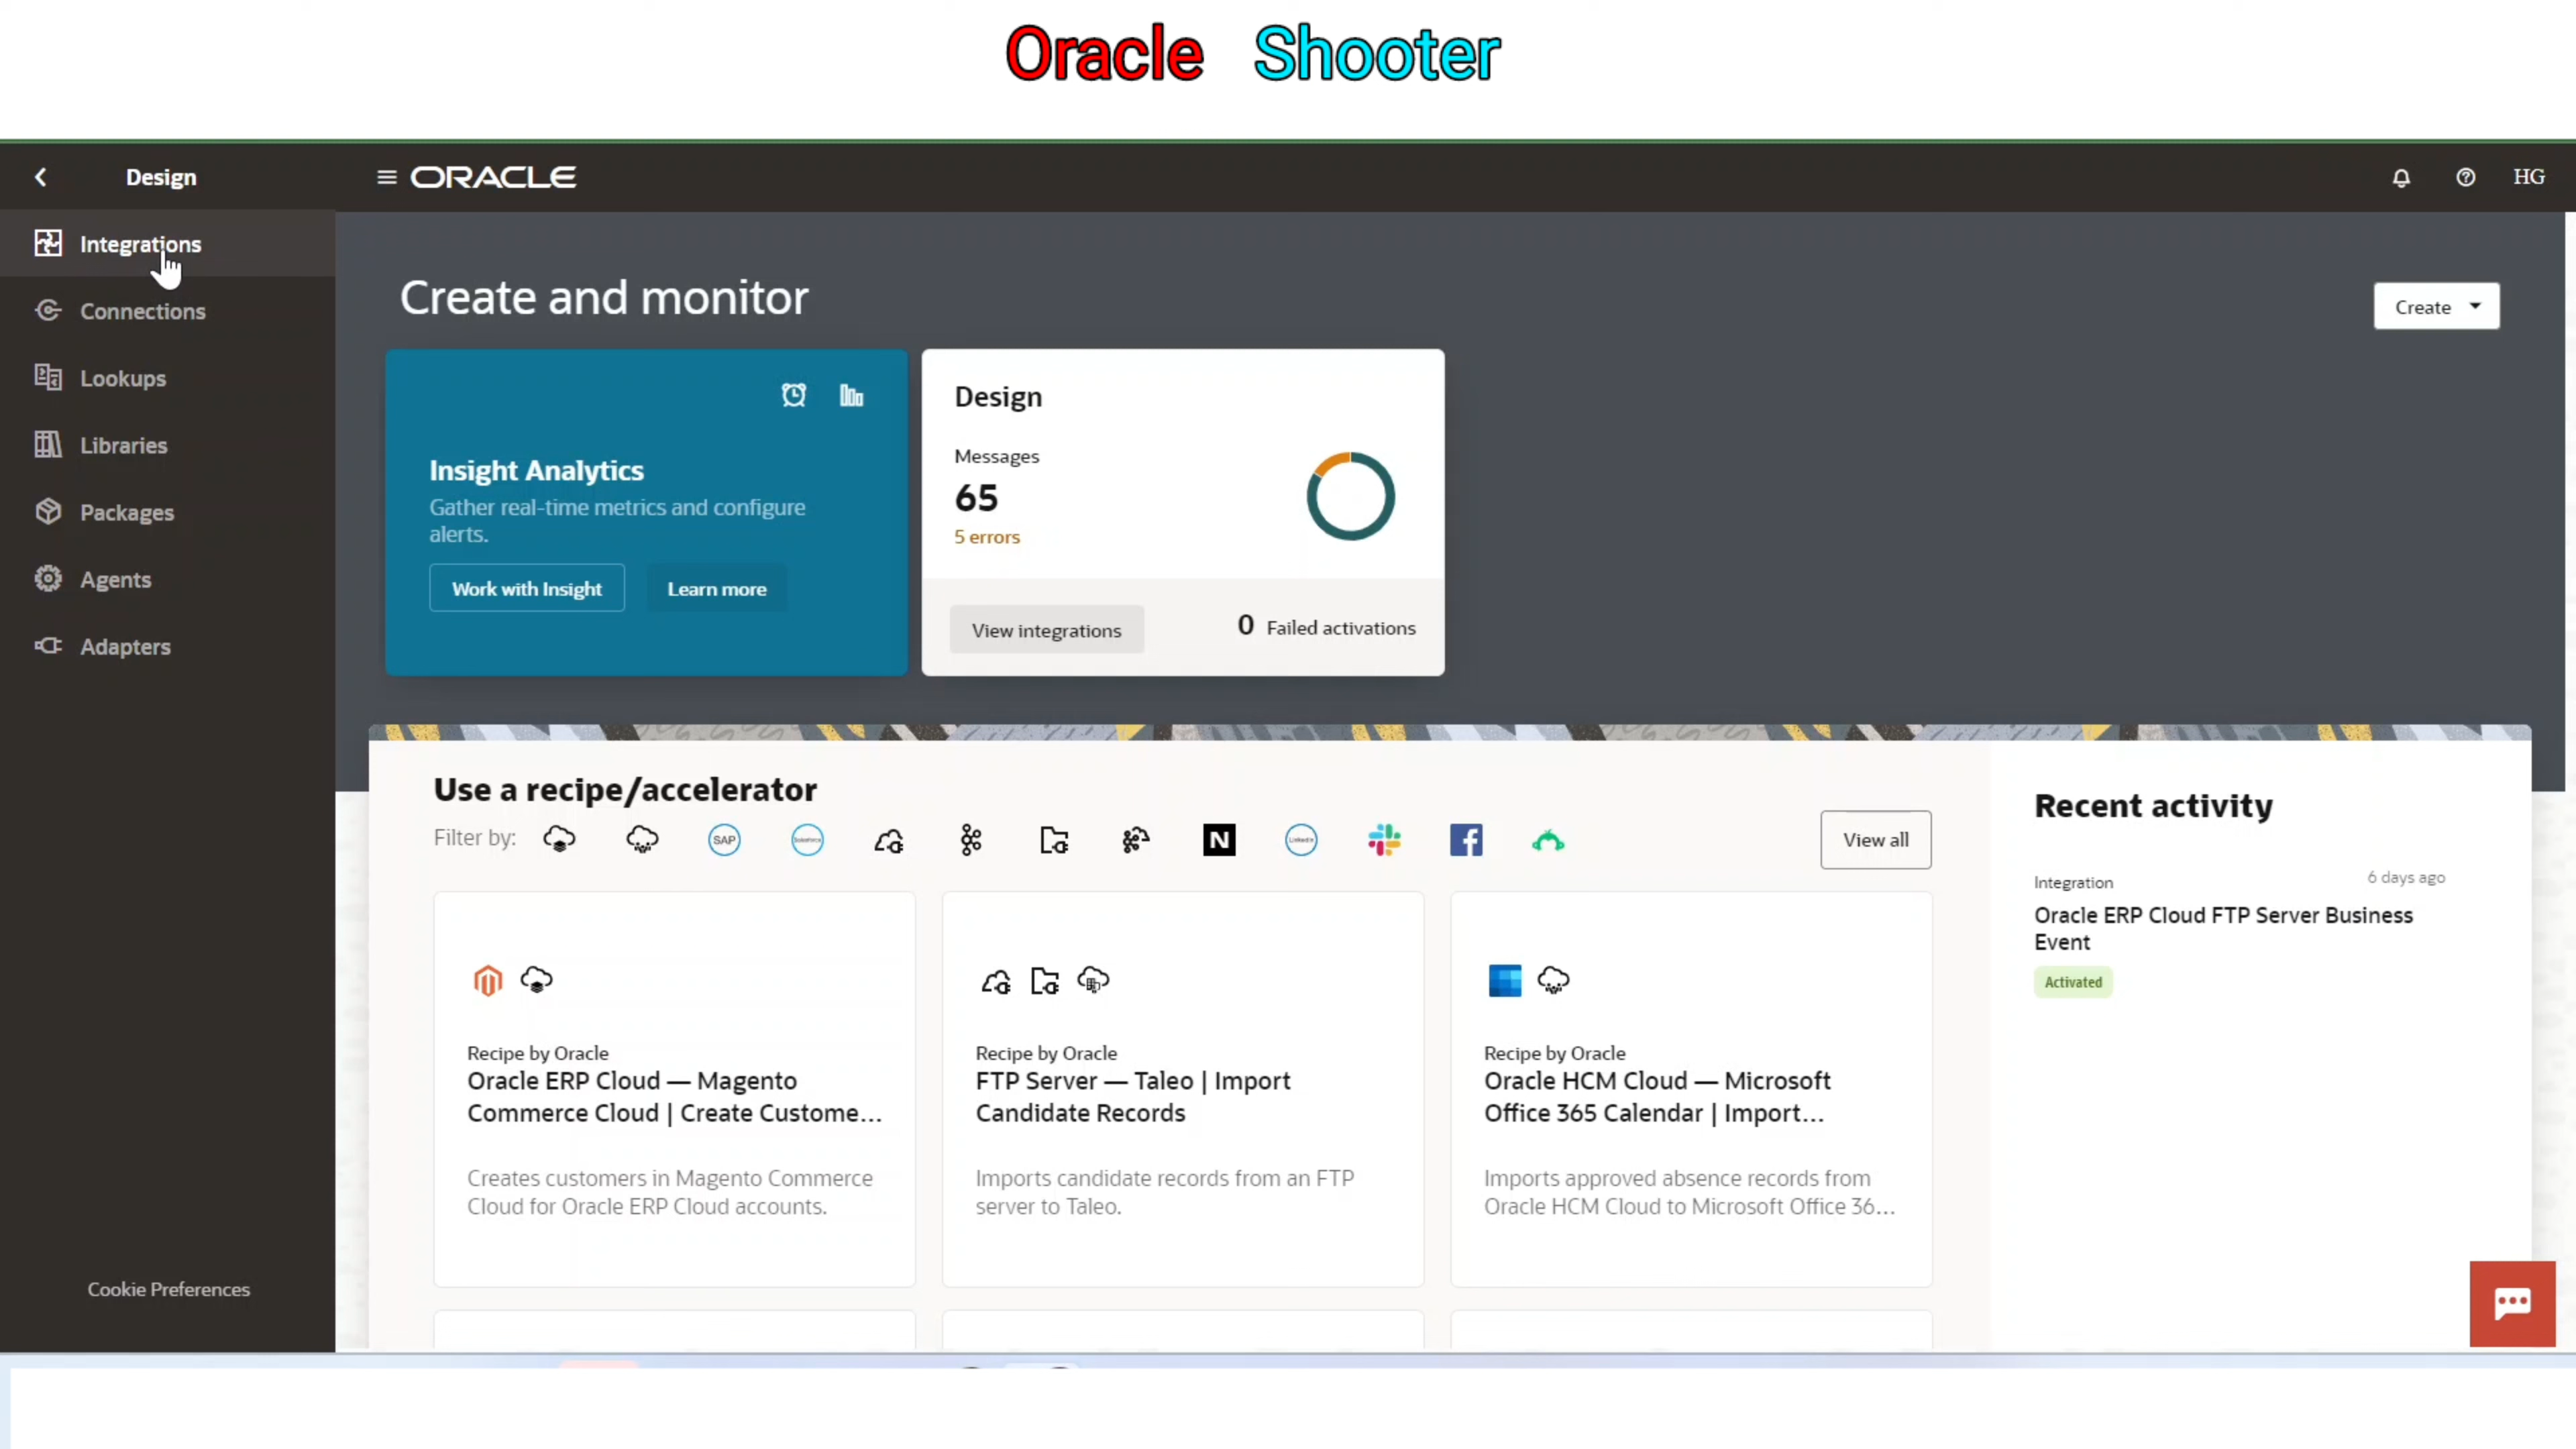 Oracle Shooter
Design
ORACLE
HG
Integrations
Connections
Lookups
Libraries
Packages
Agents
Adapters
Cookie Preferences
Create and monitor
Create
Insight Analytics
Gather real-time metrics and configure
alerts.
Work with Insight
Learn more
Design
Messages
65
5 errors
View integrations
0 Failed activations
Use a recipe/accelerator
Filter by:
SAP
N
View all
Recipe by Oracle
Oracle ERP Cloud — Magento
Commerce Cloud | Create Custome...
Creates customers in Magento Commerce
Cloud for Oracle ERP Cloud accounts.
Recipe by Oracle
FTP Server — Taleo | Import
Candidate Records
Imports candidate records from an FTP
server to Taleo.
Recipe by Oracle
Oracle HCM Cloud — Microsoft
Office 365 Calendar | Import...
Imports approved absence records from
Oracle HCM Cloud to Microsoft Office 36...
Recent activity
Integration
6 days ago
Oracle ERP Cloud FTP Server Business
Event
Activated